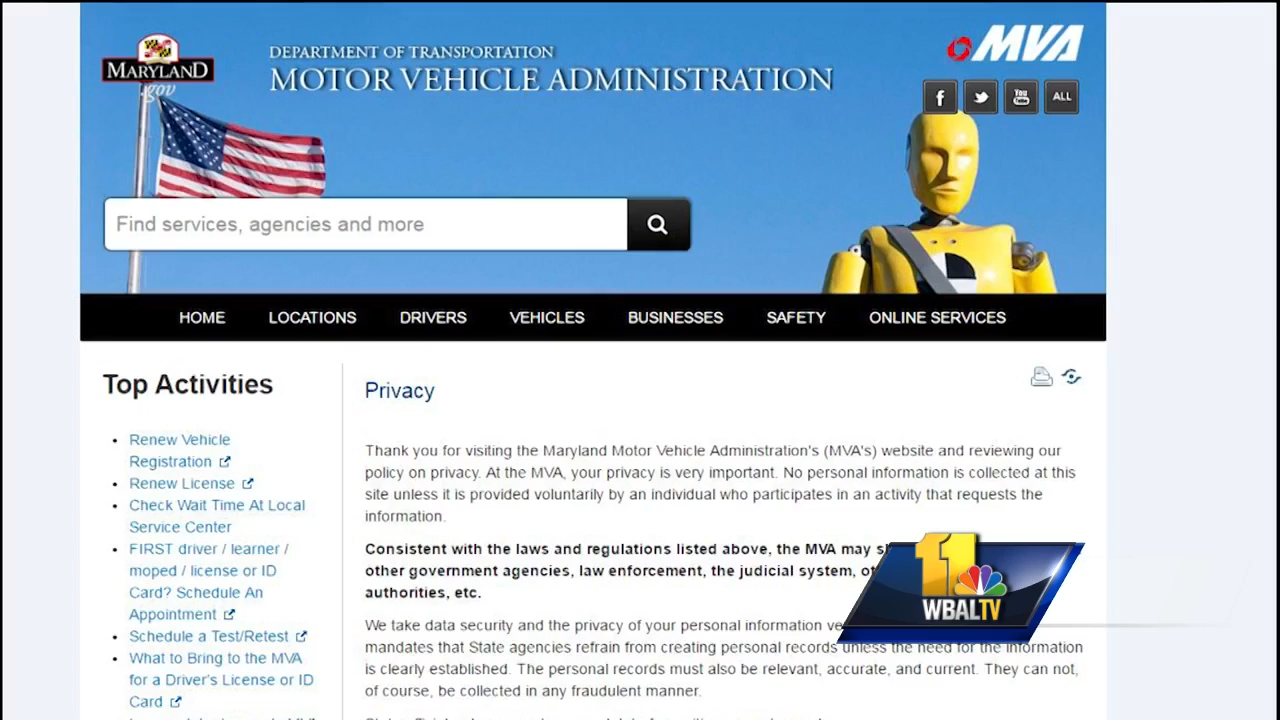 MARYLAND
.gov
DEPARTMENT OF TRANSPORTATION
MOTOR VEHICLE ADMINISTRATION
MVA
f
You
Tube
ALL
Find services, agencies and more
HOME LOCATIONS DRIVERS VEHICLES BUSINESSES SAFETY ONLINE SERVICES
Top Activities
Renew Vehicle
Registration
Renew License
Check Wait Time At Local
Service Center
FIRST driver / learner /
moped / license or ID
Card? Schedule An
Appointment
Schedule a Test/Retest
What to Bring to the MVA
for a Driver's License or ID
Card
Privacy
Thank you for visiting the Maryland Motor Vehicle Administration's (MVA's) website and reviewing our
policy on privacy. At the MVA, your privacy is very important. No personal information is collected at this
site unless it is provided voluntarily by an individual who participates in an activity that requests the
information.
Consistent with the laws and regulations listed above, the MVA may
other government agencies, law enforcement, the judicial system,
authorities, etc.
We take data security and the privacy of your personal information
mandates that State agencies refrain from creating personal records unless the need for the information
is clearly established. The personal records must also be relevant, accurate, and current. They can not,
of course, be collected in any fraudulent manner.
11
WBALTV